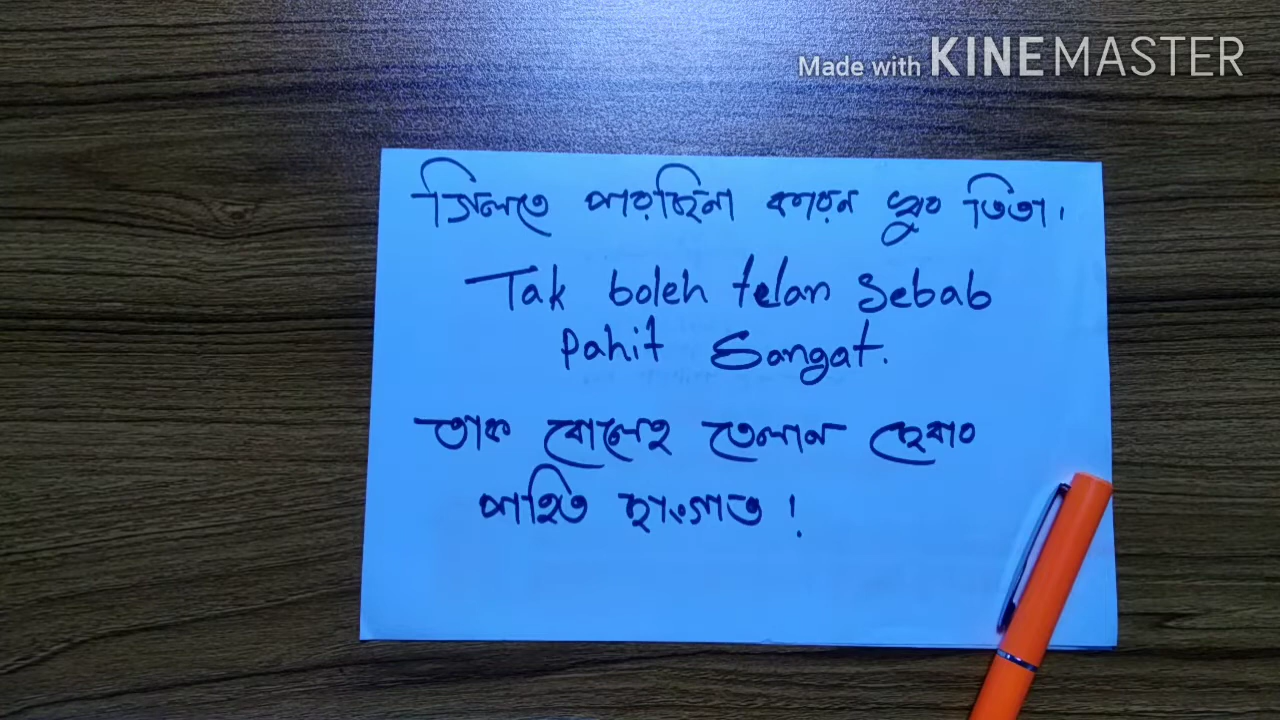 Made with KINEMASTER
গিলতে পারছিনা কারন খুব তিতা।
Tak boleh telan sebab
Pahit Sangat.
তাক বোলেহ তেলান ছেবাব
পাহিত ছাংগাত !